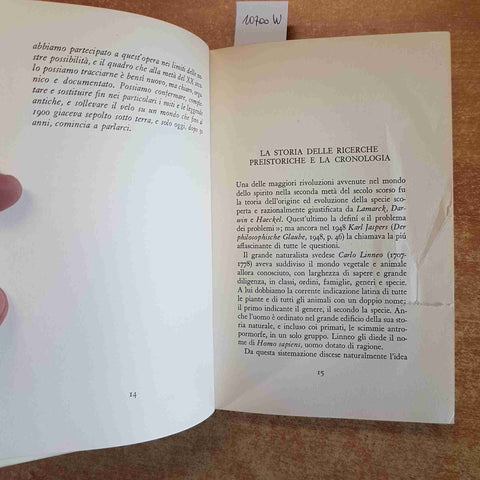 10700 W
abbiamo partecipato a quest'opera nei limiti delle no-
stre possibilità, e il quadro che alla metà del XX seco-
lo possiamo tracciarne è bensì nuovo, ma chiaro, orga-
nico e documentato. Possiamo confermare, comple-
tare e sostituire fin nei particolari i miti e le leggende
antiche, e sollevare il velo su un mondo che fino al
1900 giaceva sepolto sotto terra, e solo oggi, dopo 50
anni, comincia a parlarci.
14
LA STORIA DELLE RICERCHE
PREISTORICHE E LA CRONOLOGIA
Una delle maggiori rivoluzioni avvenute nel mondo
dello spirito nella metà del secolo scorso fu
la teoria dell'origine ed evoluzione della specie sco-
perta e razionalmente giustificata da Lamarck, Dar-
win e Haeckel. Quest'ultimo la definì « il problema
dei problemi »; ma ancora nel 1948 Karl Jaspers (Der
philosophische Glaube, 1948, p. 46) la chiamava la più
affascinante di tutte le questioni.
Il grande naturalista svedese Carlo Linneo (1707-
1778) aveva suddiviso il mondo vegetale e animale
allora conosciuto, con larghezza di sapere e grande
diligenza, in classi, ordini, famiglie, generi e specie.
A lui dobbiamo la corrente indicazione latina di tutte
le piante e di tutti gli animali con un doppio nome;
il primo indicante il genere, il secondo la specie. An-
che l'uomo è ordinato nel grande edificio della sua sto-
ria naturale, e incluso coi primati, le scimmie antro-
pormorfe, in un solo gruppo. Linneo gli diede il no-
me di Homo sapiens, uomo dotato di ragione.
Da questa sistemazione discese naturalmente l'idea
15